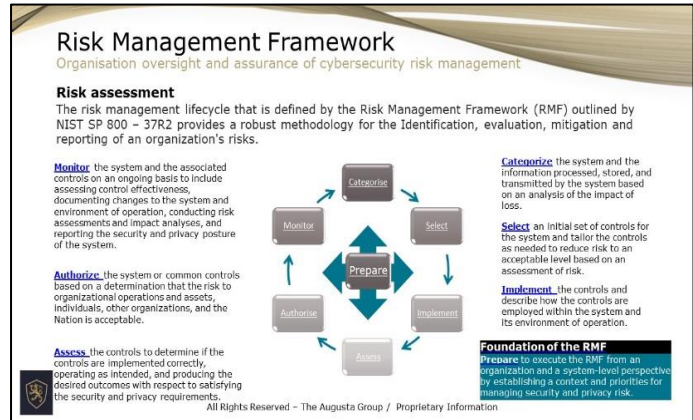 Risk Management Framework
Organisation oversight and assurance of cybersecurity risk management
Risk assessment
The risk management lifecycle that is defined by the Risk Management Framework (RMF) outlined by
NIST SP 800 – 37R2 provides a robust methodology for the Identification, evaluation, mitigation and
reporting of an organization's risks.
Monitor the system and the associated
controls on an ongoing basis to include
assessing control effectiveness,
documenting changes to the system and
environment of operation, conducting risk
assessments and impact analyses, and
reporting the security and privacy posture
of the system.
Authorize the system or common controls
based on a determination that the risk to
organizational operations and assets,
individuals, other organizations, and the
Nation is acceptable.
Assess the controls to determine if the
controls are implemented correctly,
operating as intended, and producing the
desired outcomes with respect to satisfying
the security and privacy requirements.
Categorise
Monitor
Select
Prepare
Authorise
Implement
Assess
Categorize the system and the
information processed, stored, and
transmitted by the system based
on an analysis of the impact of
loss.
Select an initial set of controls for
the system and tailor the controls
as needed to reduce risk to an
acceptable level based on an
assessment of risk.
Implement the controls and
describe how the controls are
employed within the system and
its environment of operation.
Foundation of the RMF
Prepare to execute the RMF from an
organization and a system-level perspective
by establishing a context and priorities for
managing security and privacy risk.
All Rights Reserved – The Augusta Group / Proprietary Information